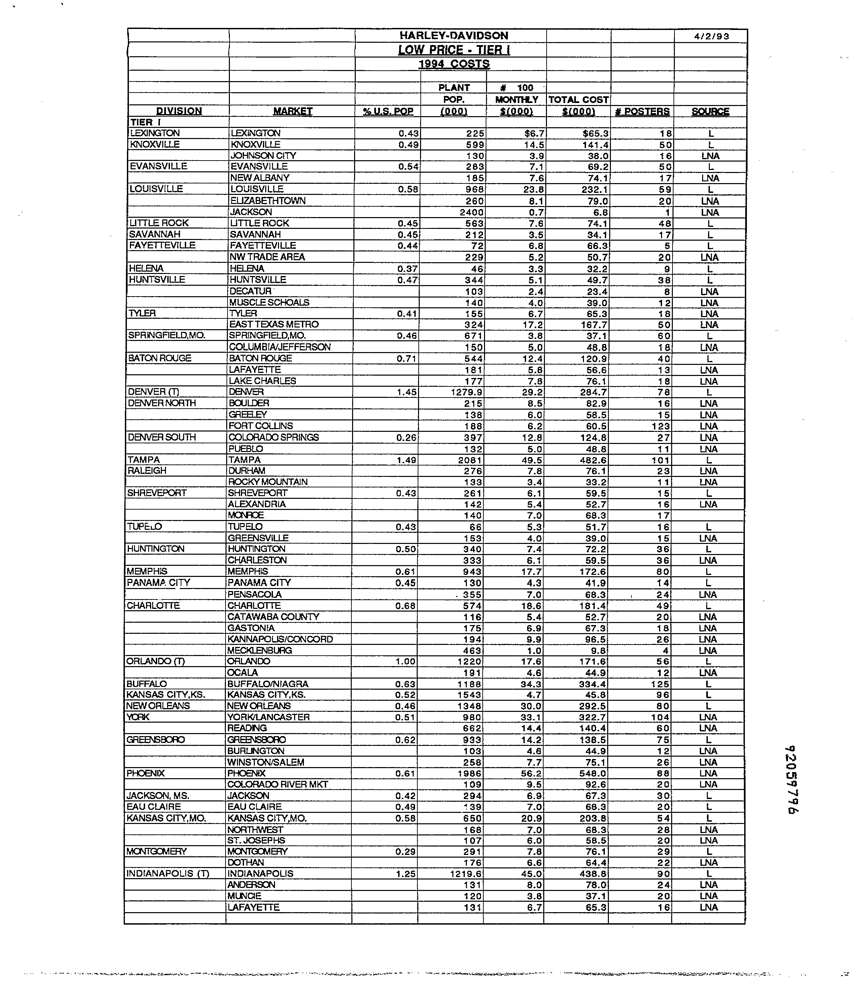 HARLEY-DAVIDSON 4/2/93
LOW PRICE - TIER I
1994 COSTS
PLANT # 100
POP. MONTHLY TOTAL COST
DIVISION MARKET % U.S. POP (000) $(000) $(000) # POSTERS SOURCE
TIER I
LEXINGTON LEXINGTON 0.43 225 $6.7 $65.3 18 L
KNOXVILLE KNOXVILLE 0.49 599 14.5 141.4 50 L
JOHNSON CITY 130 3.9 38.0 16 LNA
EVANSVILLE EVANSVILLE 0.54 283 7.1 69.2 50 L
NEW ALBANY 185 7.6 74.1 17 LNA
LOUISVILLE LOUISVILLE 0.58 968 23.8 232.1 59 L
ELIZABETHTOWN 260 8.1 79.0 20 LNA
JACKSON 2400 0.7 6.8 1 LNA
LITTLE ROCK LITTLE ROCK 0.45 563 7.6 74.1 48 L
SAVANNAH SAVANNAH 0.45 212 3.5 34.1 17 L
FAYETTEVILLE FAYETTEVILLE 0.44 72 6.8 66.3 5 L
NW TRADE AREA 229 5.2 50.7 20 LNA
HELENA HELENA 0.37 46 3.3 32.2 9 L
HUNTSVILLE HUNTSVILLE 0.47 344 5.1 49.7 38 L
DECATUR 103 2.4 23.4 8 LNA
MUSCLE SCHOALS 140 4.0 39.0 12 LNA
TYLER TYLER 0.41 155 6.7 65.3 18 LNA
EAST TEXAS METRO 324 17.2 167.7 50 LNA
SPRINGFIELD,MO. SPRINGFIELD,MO. 0.46 671 3.8 37.1 60 L
COLUMBIA/JEFFERSON 150 5.0 48.8 18 LNA
BATON ROUGE BATON ROUGE 0.71 544 12.4 120.9 40 L
LAFAYETTE 181 5.8 56.6 13 LNA
LAKE CHARLES 177 7.8 76.1 18 LNA
DENVER (T) DENVER 1.45 1279.9 29.2 284.7 78 L
DENVER NORTH BOULDER 215 8.5 82.9 16 LNA
GREELEY 138 6.0 58.5 15 LNA
FORT COLLINS 188 6.2 60.5 123 LNA
DENVER SOUTH COLORADO SPRINGS 0.26 397 12.8 124.8 27 LNA
PUEBLO 132 5.0 48.8 11 LNA
TAMPA TAMPA 1.49 2081 49.5 482.6 101 L
RALEIGH DURHAM 276 7.8 76.1 23 LNA
ROCKY MOUNTAIN 133 3.4 33.2 11 LNA
SHREVEPORT SHREVEPORT 0.43 261 6.1 59.5 15 L
ALEXANDRIA 142 5.4 52.7 16 LNA
MONROE 140 7.0 68.3 17
TUPELO TUPELO 0.43 66 5.3 51.7 16 L
GREENSVILLE 153 4.0 39.0 15 LNA
HUNTINGTON HUNTINGTON 0.50 340 7.4 72.2 36 L
CHARLESTON 333 6.1 59.5 36 LNA
MEMPHIS MEMPHIS 0.61 943 17.7 172.6 80 L
PANAMA CITY PANAMA CITY 0.45 130 4.3 41.9 14 L
PENSACOLA 355 7.0 68.3 24 LNA
CHARLOTTE CHARLOTTE 0.68 574 18.6 181.4 49 L
CATAWABA COUNTY 116 5.4 52.7 20 LNA
GASTONIA 175 6.9 67.3 18 LNA
KANNAPOLIS/CONCORD 194 9.9 96.5 26 LNA
MECKLENBURG 463 1.0 9.8 4 LNA
ORLANDO (T) ORLANDO 1.00 1220 17.6 171.6 56 L
OCALA 191 4.6 44.9 12 LNA
BUFFALO BUFFALO/NIAGRA 0.63 1188 34.3 334.4 125 L
KANSAS CITY,KS. KANSAS CITY,KS. 0.52 1543 4.7 45.8 96 L
NEW ORLEANS NEW ORLEANS 0.46 1348 30.0 292.5 80 L
YORK YORK/LANCASTER 0.51 980 33.1 322.7 104 LNA
READING 662 14.4 140.4 60 LNA
GREENSBORO GREENSBORO 0.62 933 14.2 138.5 75 L
BURLINGTON 103 4.6 44.9 12 LNA
WINSTON/SALEM 258 7.7 75.1 26 LNA
PHOENIX PHOENIX 0.61 1986 56.2 548.0 88 LNA
COLORADO RIVER MKT 109 9.5 92.6 20 LNA
JACKSON, MS. JACKSON 0.42 294 6.9 67.3 30 L
EAU CLAIRE EAU CLAIRE 0.49 139 7.0 68.3 20 L
KANSAS CITY,MO. KANSAS CITY,MO. 0.58 650 20.9 203.8 54 L
NORTHWEST 168 7.0 68.3 28 LNA
ST. JOSEPHS 107 6.0 58.5 20 LNA
MONTGOMERY MONTGOMERY 0.29 291 7.8 76.1 29 L
DOTHAN 176 6.6 64.4 22 LNA
INDIANAPOLIS (T) INDIANAPOLIS 1.25 1219.6 45.0 438.8 90 L
ANDERSON 131 8.0 78.0 24 LNA
MUNCIE 120 3.8 37.1 20 LNA
LAFAYETTE 131 6.7 65.3 16 LNA
92059796